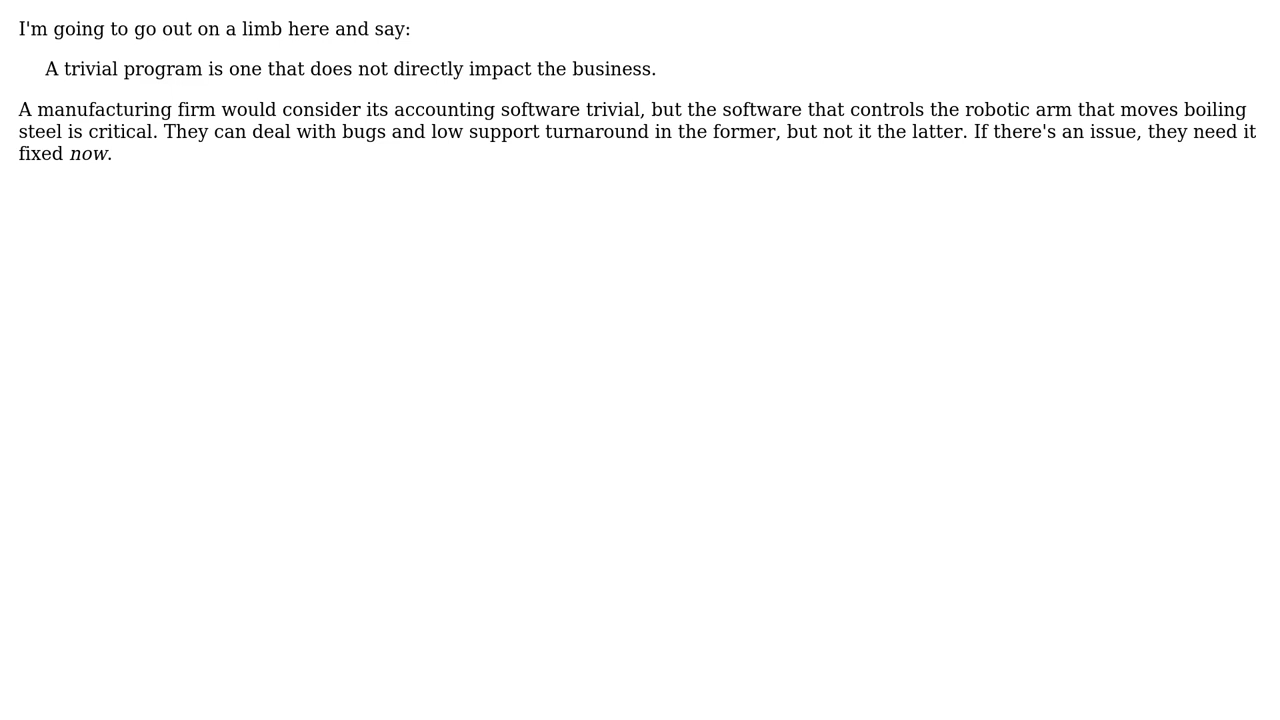 I'm going to go out on a limb here and say:
A trivial program is one that does not directly impact the business.
A manufacturing firm would consider its accounting software trivial, but the software that controls the robotic arm that moves boiling
steel is critical. They can deal with bugs and low support turnaround in the former, but not it the latter. If there's an issue, they need it
fixed now.